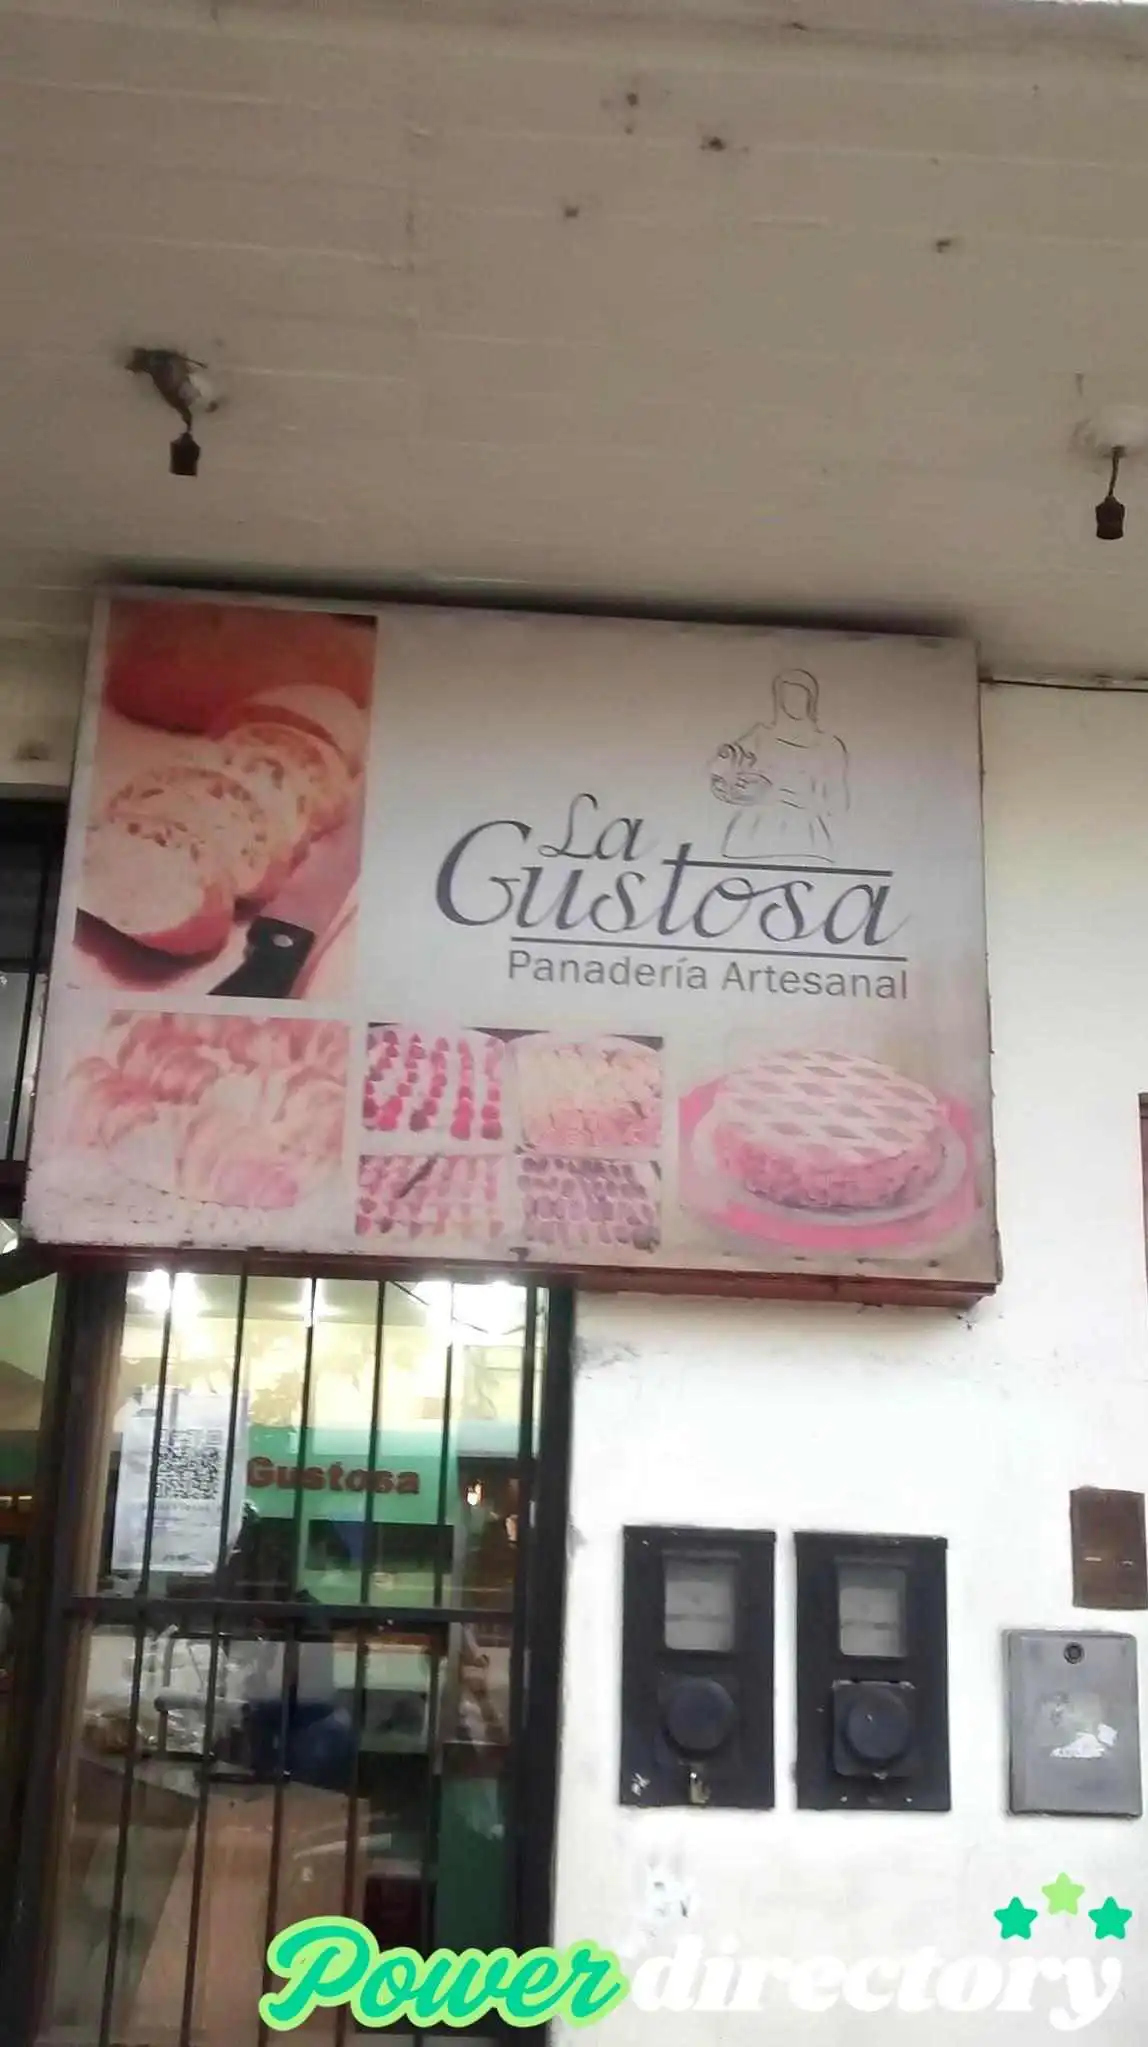 La
Gustosa
Panadería Artesanal
Gustosa
Power directory